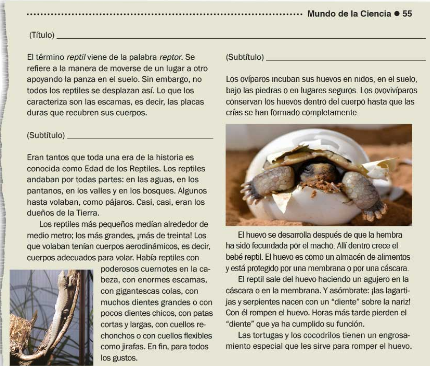 Mundo de la Ciencia ● 55
(Título)
El término reptil viene de la palabra reptor. Se
refiere a la manera de moverse de un lugar a otro
apoyando la panza en el suelo. Sin embargo, no
todos los reptiles se desplazan así. Lo que los
caracteriza son las escamas, es decir, las placas
duras que recubren sus cuerpos.
(Subtítulo)
Eran tantos que toda una era de la historia es
conocida como Edad de los Reptiles. Los reptiles
andaban por todas partes: en las aguas, en los
pantanos, en los valles y en los bosques. Algunos
hasta volaban, como pájaros. Casi, casi, eran los
dueños de la Tierra.
Los reptiles más pequeños medían alrededor de
medio metro; los más grandes, ¡más de treinta! Los
que volaban tenían cuerpos aerodinámicos, es decir,
cuerpos adecuados para volar. Había reptiles con
poderosos cuernotes en la ca-
beza, con enormes escamas,
con gigantescas colas, con
muchos dientes grandes o con
pocos dientes chicos, con patas
cortas y largas, con cuellos re-
chonchos o con cuellos flexibles
como jirafas. En fin, para todos
los gustos.
(Subtítulo)
Los ovíparos incuban sus huevos en nidos, en el suelo,
bajo las piedras o en lugares seguros. Los ovovivíparos
conservan los huevos dentro del cuerpo hasta que las
crías se han formado completamente
El huevo se desarrolla después de que la hembra
ha sido fecundada por el macho. Allí dentro crece el
bebé reptil. El huevo es como un almacén de alimentos
y está protegido por una membrana o por una cáscara.
El reptil sale del huevo haciendo un agujero en la
cáscara o en la membrana. Y asómbrate: ¡las lagarti-
jas y serpientes nacen con un "diente" sobre la nariz!
Con él rompen el huevo. Horas más tarde pierden el
"diente" que ya ha cumplido su función.
Las tortugas y los cocodrilos tienen un engrosa-
miento especial que les sirve para romper el huevo.